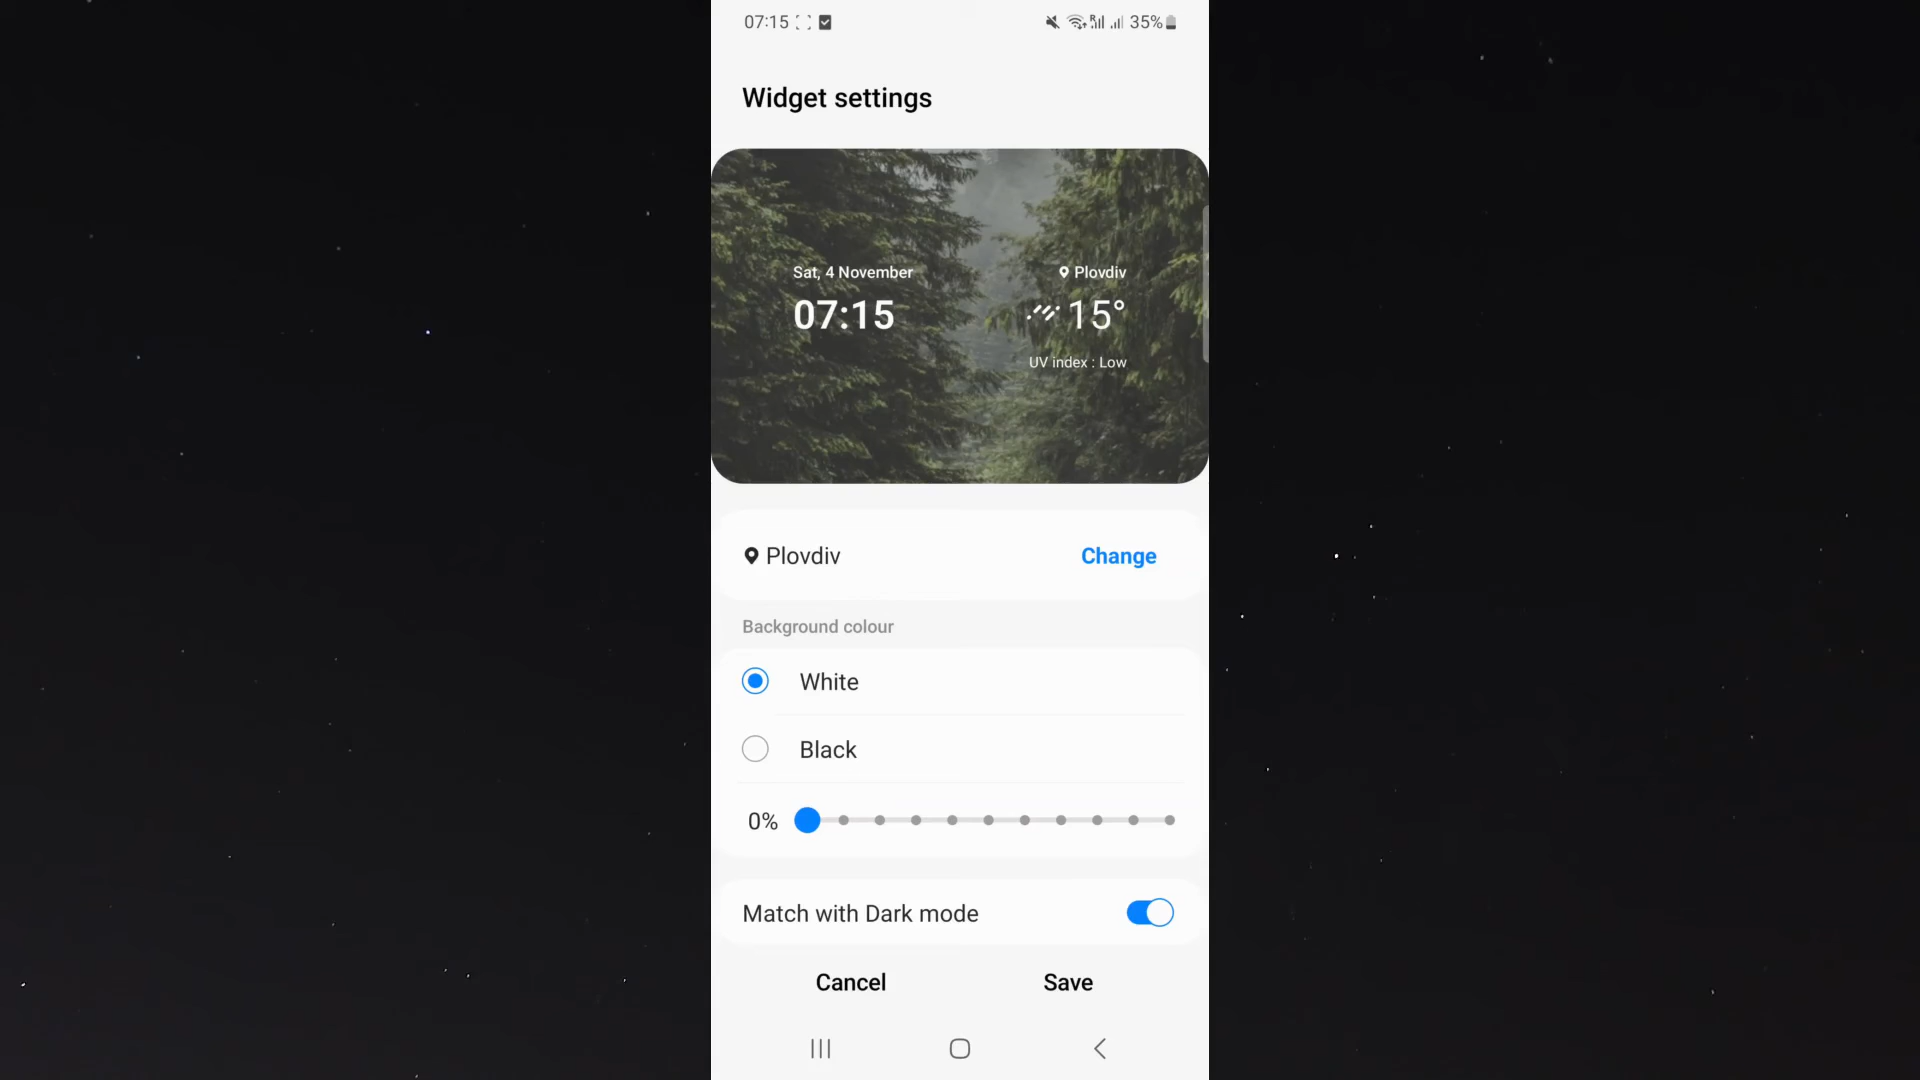 07:15 35%
Widget settings
Sat, 4 November
07:15
Plovdiv
15°
UV index : Low
Plovdiv Change
Background colour
White
Black
0%
Match with Dark mode
Cancel Save